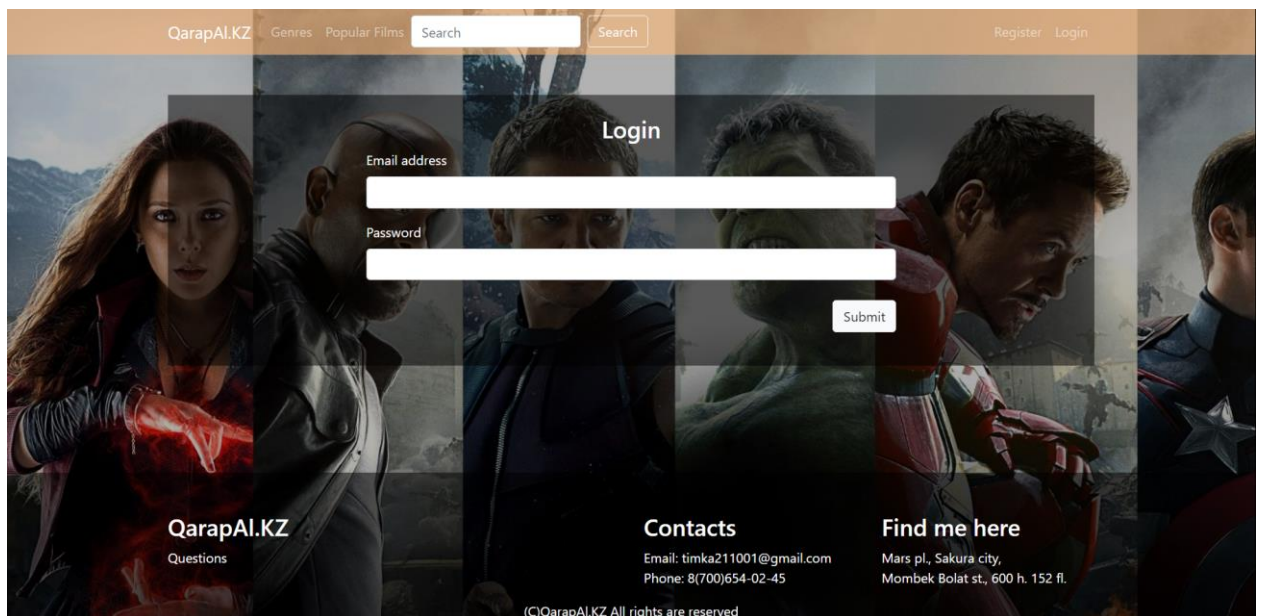 QarapAl.KZ Genres Popular Films Search Search Register Login
Login
Email address
Password
Submit
QarapAl.KZ
Questions
Contacts
Email: timka211001@gmail.com
Phone: 8(700)654-02-45
Find me here
Mars pl., Sakura city,
Mombek Bolat st., 600 h. 152 fl.
(C)QarapAl.KZ All rights are reserved